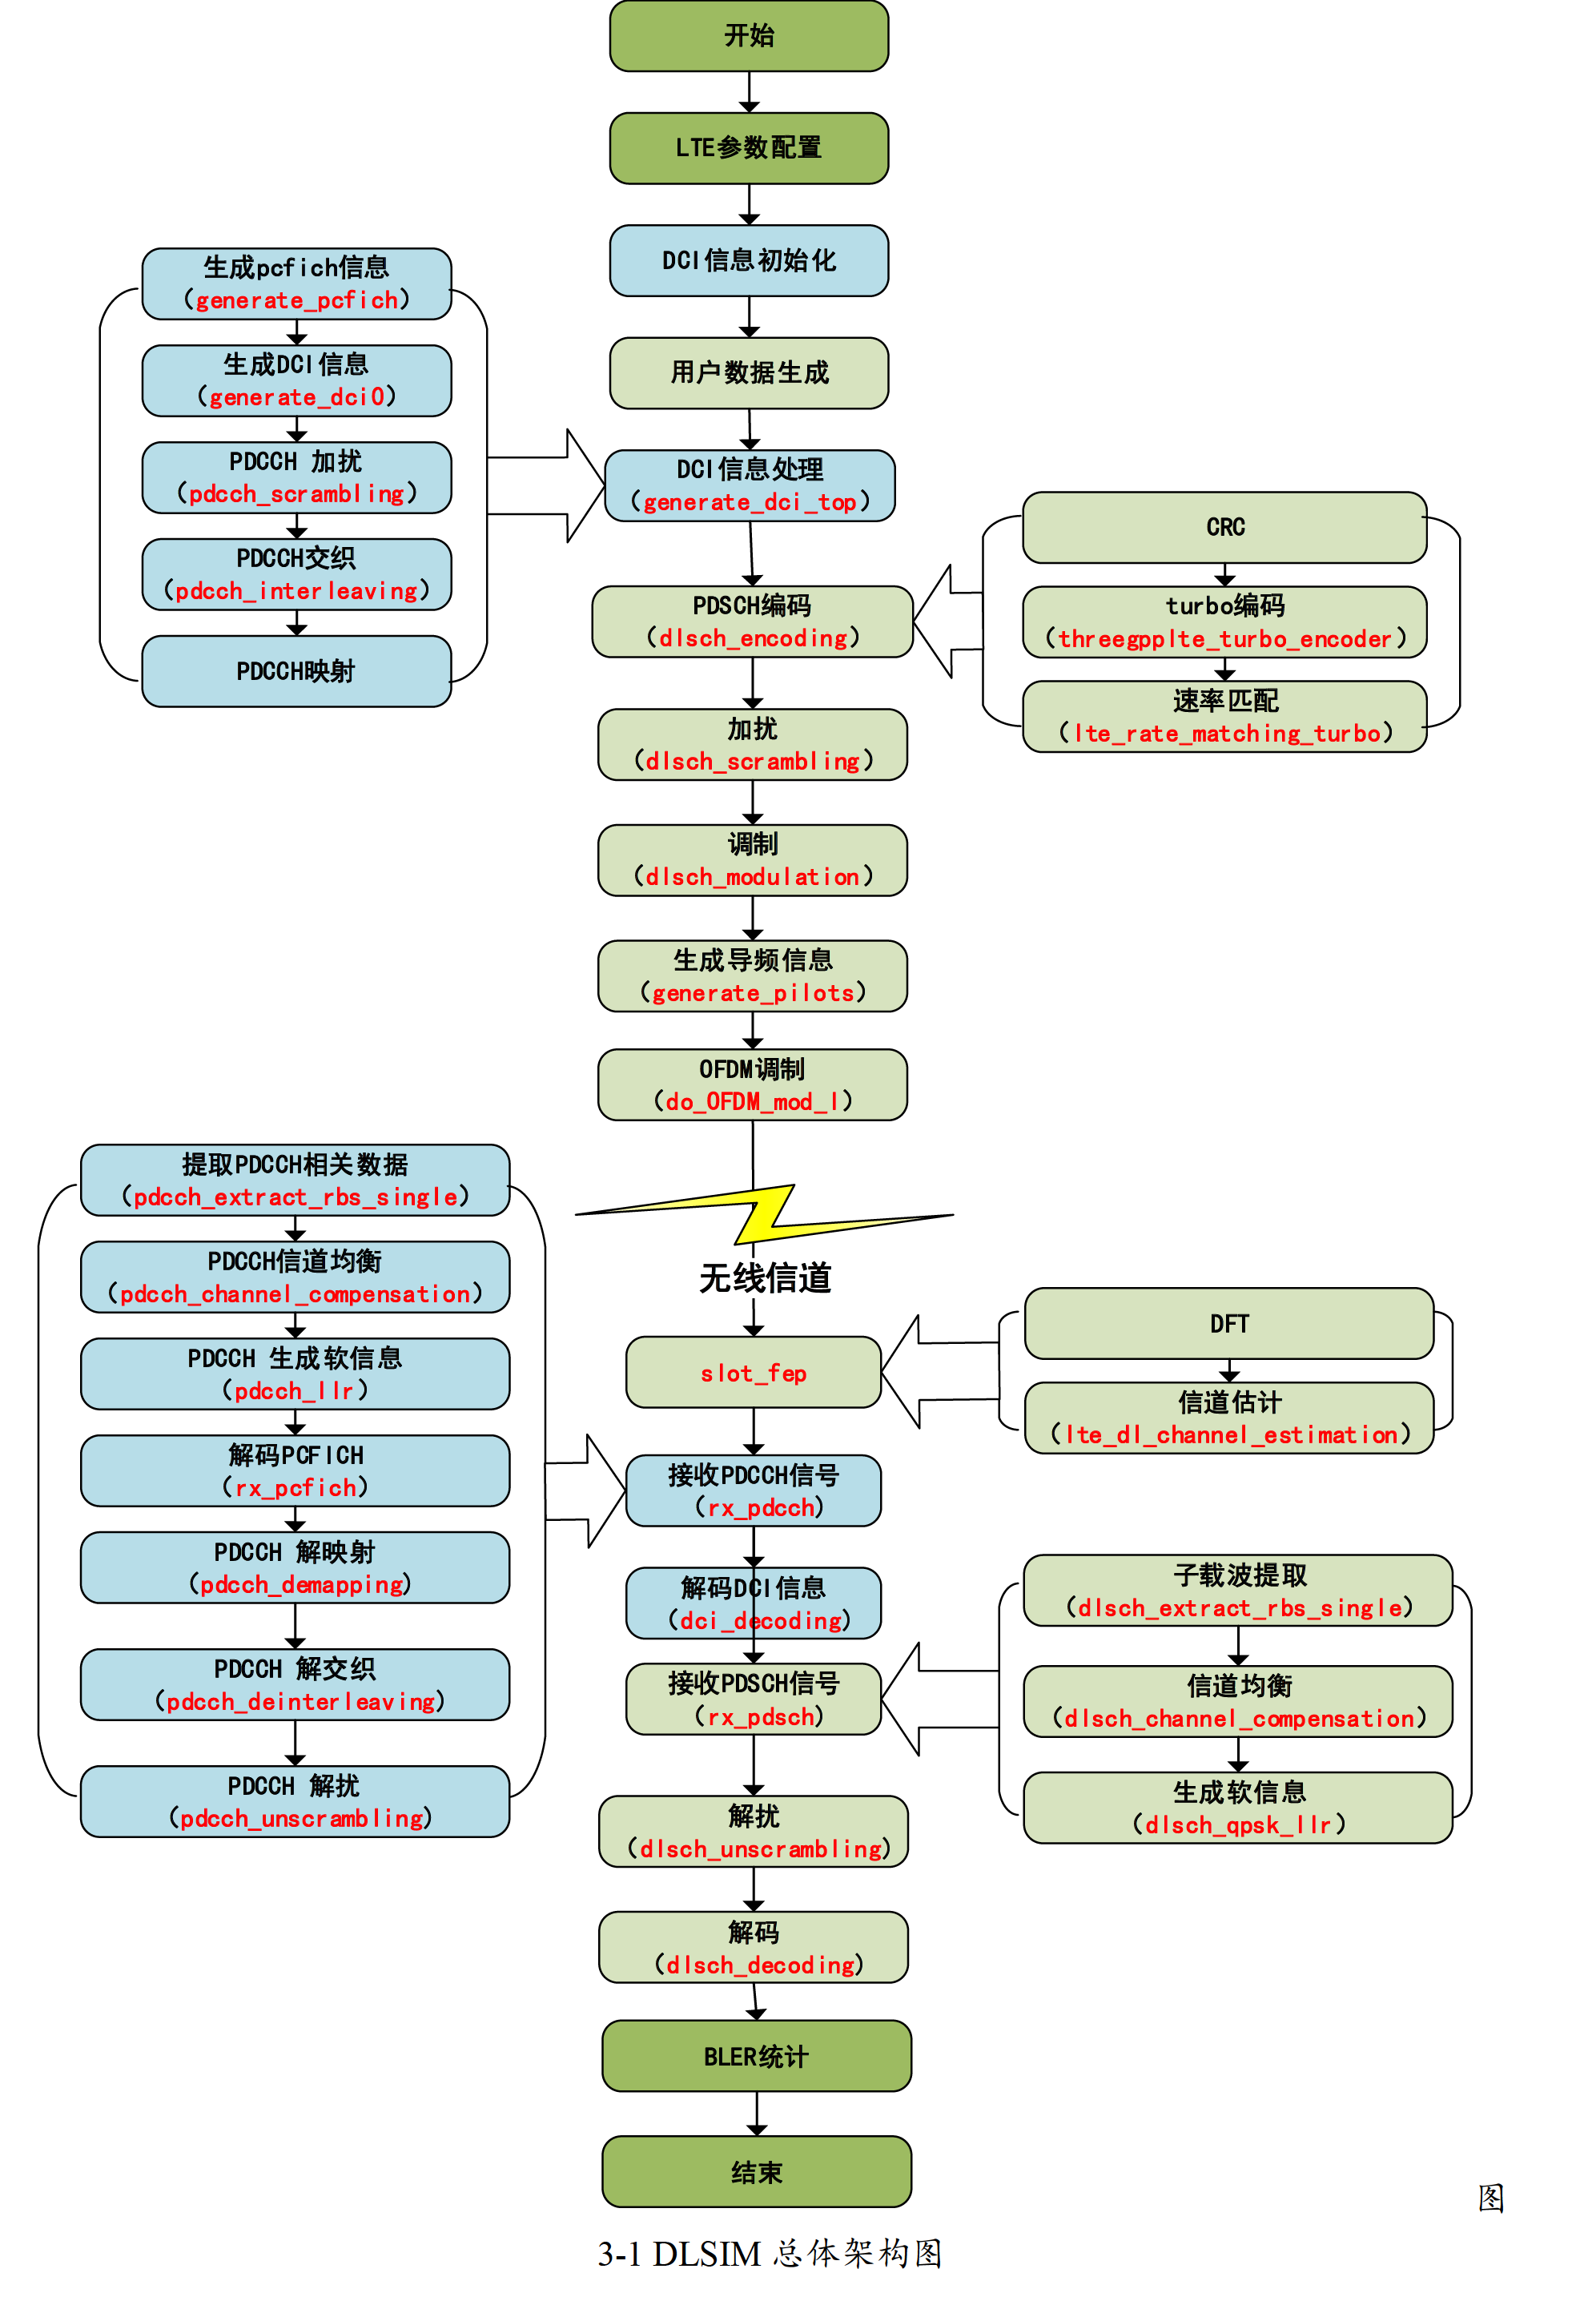 开始
LTE参数配置
DCI信息初始化
用户数据生成
DCI信息处理
(generate_dci_top)
生成pcfich信息
(generate_pcfich)
生成DCI信息
(generate_dci0)
PDCCH 加扰
(pdcch_scrambling)
PDCCH交织
(pdcch_interleaving)
PDCCH映射
PDSCH编码
(dlsch_encoding)
CRC
turbo编码
(threegpplte_turbo_encoder)
速率匹配
(lte_rate_matching_turbo)
加扰
(dlsch_scrambling)
调制
(dlsch_modulation)
生成导频信息
(generate_pilots)
OFDM调制
(do_OFDM_mod_l)
无线信道
slot_fep
DFT
信道估计
(lte_dl_channel_estimation)
接收PDCCH信号
(rx_pdcch)
提取PDCCH相关数据
(pdcch_extract_rbs_single)
PDCCH信道均衡
(pdcch_channel_compensation)
PDCCH 生成软信息
(pdcch_llr)
解码PCFICH
(rx_pcfich)
PDCCH 解映射
(pdcch_demapping)
PDCCH 解交织
(pdcch_deinterleaving)
PDCCH 解扰
(pdcch_unscrambling)
解码DCI信息
(dci_decoding)
接收PDSCH信号
(rx_pdsch)
子载波提取
(dlsch_extract_rbs_single)
信道均衡
(dlsch_channel_compensation)
生成软信息
(dlsch_qpsk_llr)
解扰
(dlsch_unscrambling)
解码
(dlsch_decoding)
BLER统计
结束
图
3-1 DLSIM 总体架构图